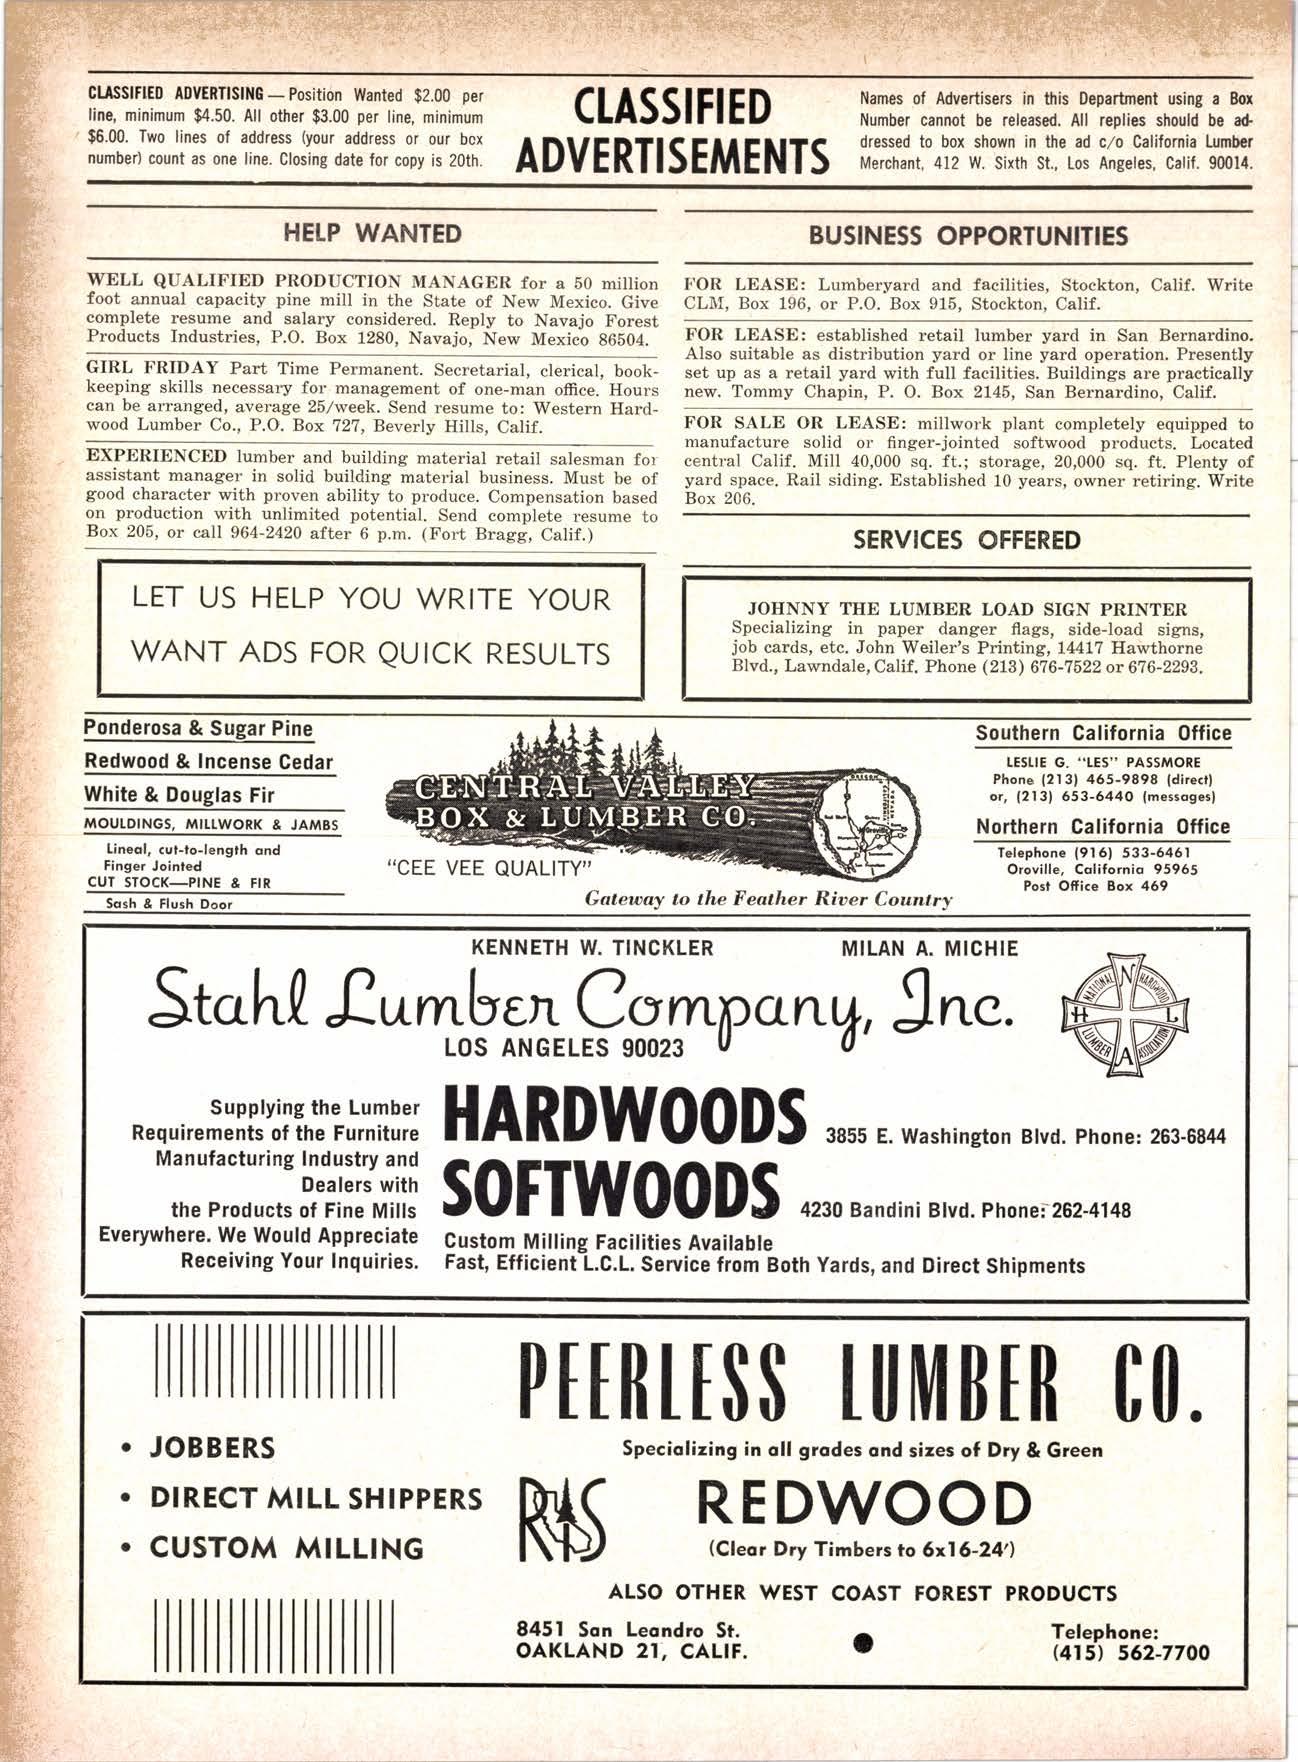 CLASSIFIED ADVERTISING — Position Wanted $2.00 per
line, minimum $4.50. All other $3.00 per line, minimum
$6.00. Two lines of address (your address or our box
number) count as one line. Closing date for copy is 20th.
CLASSIFIED
ADVERTISEMENTS
Names of Advertisers in this Department using a Box
Number cannot be released. All replies should be ad-
dressed to box shown in the ad c/o California Lumber
Merchant, 412 W. Sixth St., Los Angeles, Calif. 90014.
HELP WANTED
WELL QUALIFIED PRODUCTION MANAGER for a 50 million
foot annual capacity pine mill in the State of New Mexico. Give
complete resume and salary considered. Reply to Navajo Forest
Products Industries, P.O. Box 1280, Navajo, New Mexico 86504.
GIRL FRIDAY Part Time Permanent. Secretarial, clerical, book-
keeping skills necessary for management of one-man office. Hours
can be arranged, average 25/week. Send resume to: Western Hard-
wood Lumber Co., P.O. Box 727, Beverly Hills, Calif.
EXPERIENCED lumber and building material retail salesman for
assistant manager in solid building material business. Must be of
good character with proven ability to produce. Compensation based
on production with unlimited potential. Send complete resume to
Box 205, or call 964-2420 after 6 p.m. (Fort Bragg, Calif.)
LET US HELP YOU WRITE YOUR
WANT ADS FOR QUICK RESULTS
BUSINESS OPPORTUNITIES
FOR LEASE: Lumberyard and facilities, Stockton, Calif. Write
CLM, Box 196, or P.O. Box 915, Stockton, Calif.
FOR LEASE: established retail lumber yard in San Bernardino.
Also suitable as distribution yard or line yard operation. Presently
set up as a retail yard with full facilities. Buildings are practically
new. Tommy Chapin, P. O. Box 2145, San Bernardino, Calif.
FOR SALE OR LEASE: millwork plant completely equipped to
manufacture solid or finger-jointed softwood products. Located
central Calif. Mill 40,000 sq. ft.; storage, 20,000 sq. ft. Plenty of
yard space. Rail siding. Established 10 years, owner retiring. Write
Box 206.
SERVICES OFFERED
JOHNNY THE LUMBER LOAD SIGN PRINTER
Specializing in paper danger flags, side-load signs,
job cards, etc. John Weiler's Printing, 14417 Hawthorne
Blvd., Lawndale, Calif. Phone (213) 676-7522 or 676-2293.
Ponderosa & Sugar Pine
Redwood & Incense Cedar
White & Douglas Fir
MOULDINGS, MILLWORK & JAMBS
Lineal, cut-to-length and
Finger Jointed
CUT STOCK—PINE & FIR
Sash & Flush Door
CENTRAL VALLEY
BOX & LUMBER CO.
"CEE VEE QUALITY"
Gateway to the Feather River Country
OREGON
NEVADA
Oroville
Southern California Office
LESLIE G. "LES" PASSMORE
Phone (213) 465-9898 (direct)
or, (213) 653-6440 (messages)
Northern California Office
Telephone (916) 533-6461
Oroville, California 95965
Post Office Box 469
KENNETH W. TINCKLER MILAN A. MICHIE
Stahl Lumber Company, Inc.
LOS ANGELES 90023
NATIONAL HARDWOOD LUMBER ASSOCIATION
N H L A
Supplying the Lumber
Requirements of the Furniture
Manufacturing Industry and
Dealers with
the Products of Fine Mills
Everywhere. We Would Appreciate
Receiving Your Inquiries.
HARDWOODS 3855 E. Washington Blvd. Phone: 263-6844
SOFTWOODS 4230 Bandini Blvd. Phone: 262-4148
Custom Milling Facilities Available
Fast, Efficient L.C.L. Service from Both Yards, and Direct Shipments
PEERLESS LUMBER CO.
• JOBBERS
• DIRECT MILL SHIPPERS
• CUSTOM MILLING
Specializing in all grades and sizes of Dry & Green
RIS
REDWOOD
(Clear Dry Timbers to 6x16-24')
ALSO OTHER WEST COAST FOREST PRODUCTS
8451 San Leandro St.
OAKLAND 21, CALIF.
Telephone:
(415) 562-7700